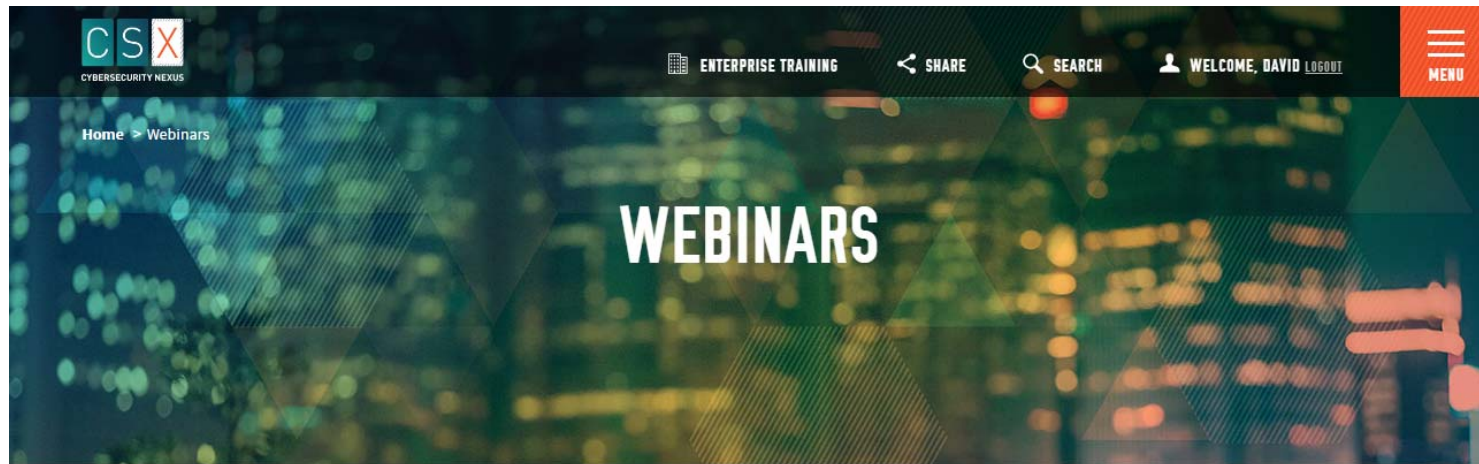 CSX
CYBERSECURITY NEXUS
ENTERPRISE TRAINING SHARE SEARCH WELCOME, DAVID LOGOUT
MENU
Home > Webinars
WEBINARS